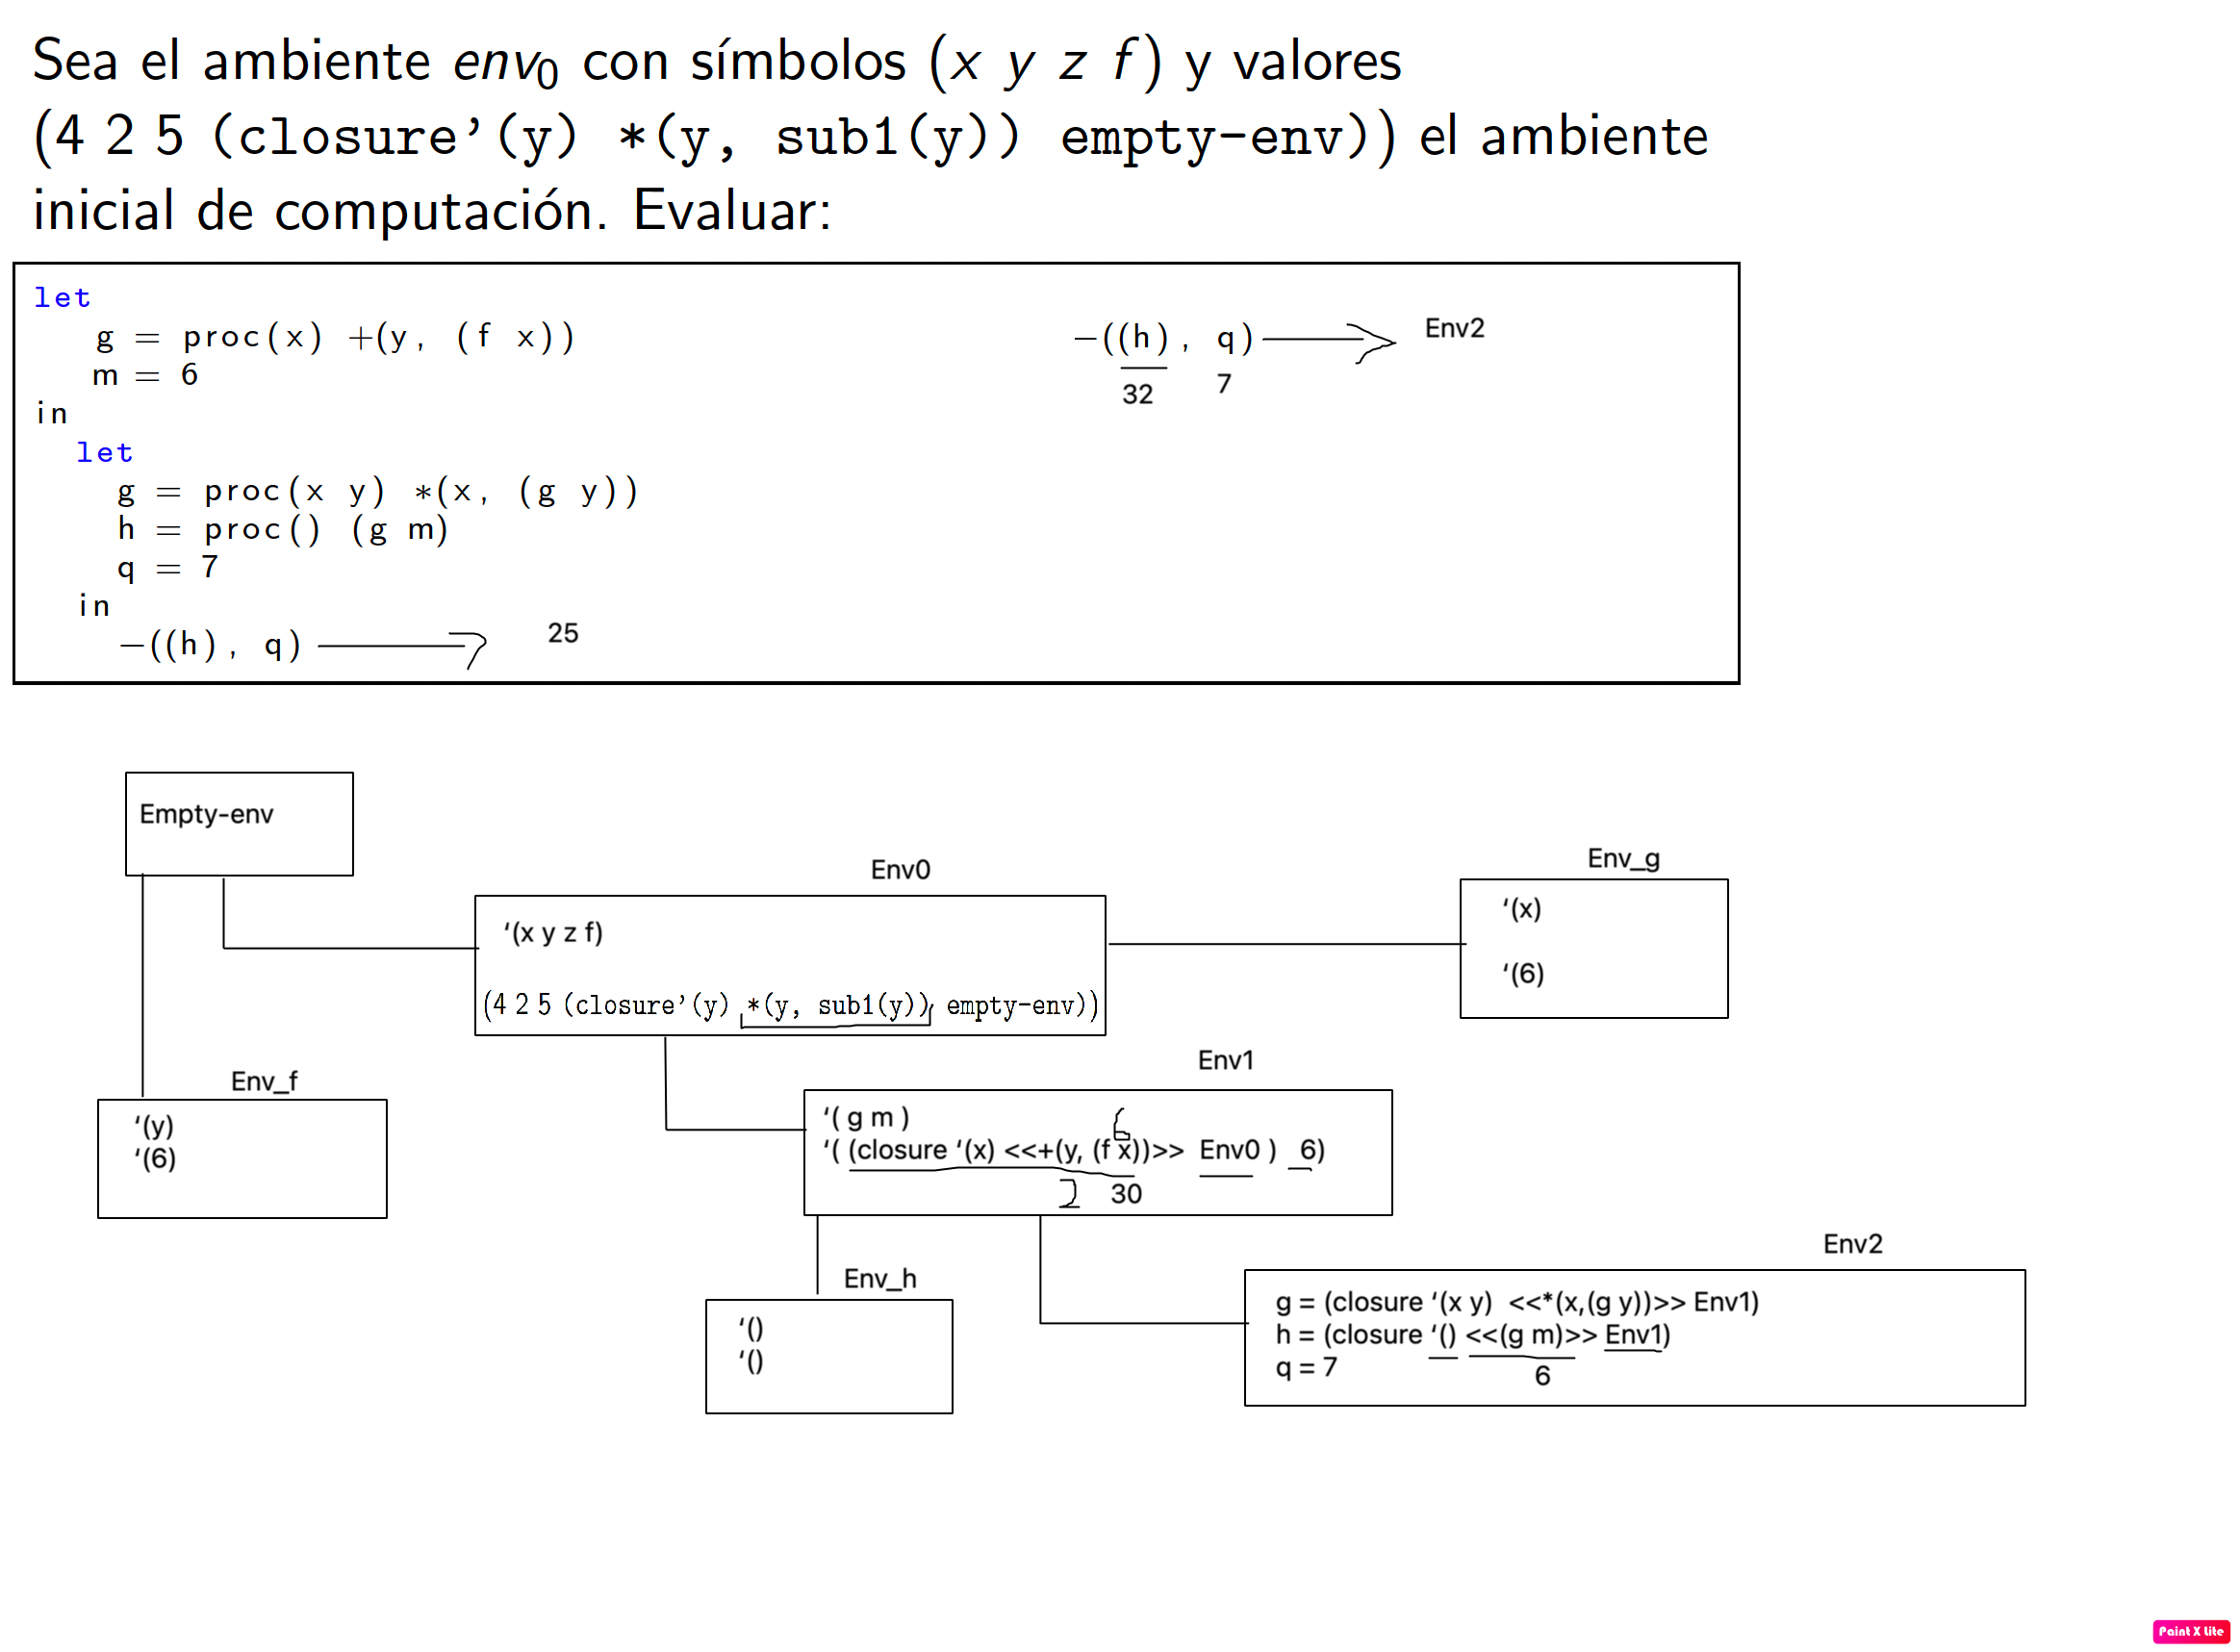 Sea el ambiente env0 con símbolos (x y z f) y valores
(4 2 5 (closure’(y) *(y, sub1(y)) empty-env)) el ambiente
inicial de computación. Evaluar:
let
g = proc(x) +(y, (f x))
m = 6
in
let
g = proc(x y) *(x, (g y))
h = proc() (g m)
q = 7
in
−((h), q)
25
−((h), q)
Env2
32
7
Empty-env
Env0
‘(x y z f)
(4 2 5 (closure’(y) *(y, sub1(y)) empty-env))
Env_g
‘(x)
‘(6)
Env_f
‘(y)
‘(6)
Env1
‘( g m )
6
‘( (closure ‘(x) <<+(y, (f x))>> Env0 ) 6)
2 30
Env_h
‘()
‘()
Env2
g = (closure ‘(x y) <<*(x,(g y))>> Env1)
h = (closure ‘() <<(g m)>> Env1)
q = 7
6
Paint X lite